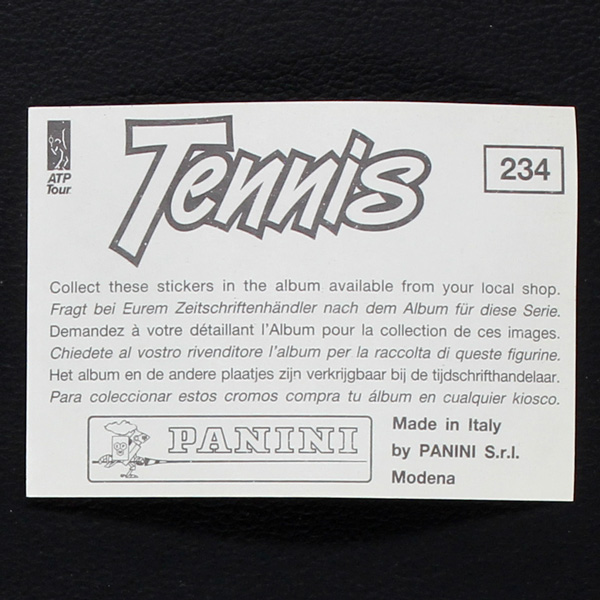 ATP
Tour
Tennis
234
Collect these stickers in the album available from your local shop.
Fragt bei Eurem Zeitschriftenhändler nach dem Album für diese Serie.
Demandez à votre détaillant l'Album pour la collection de ces images.
Chiedete al vostro rivenditore l'album per la raccolta di queste figurine.
Het album en de andere plaatjes zijn verkrijgbaar bij de tijdschrifthandelaar.
Para coleccionar estos cromos compra tu álbum en cualquier kiosco.
PANINI
Made in Italy
by PANINI S.r.l.
Modena